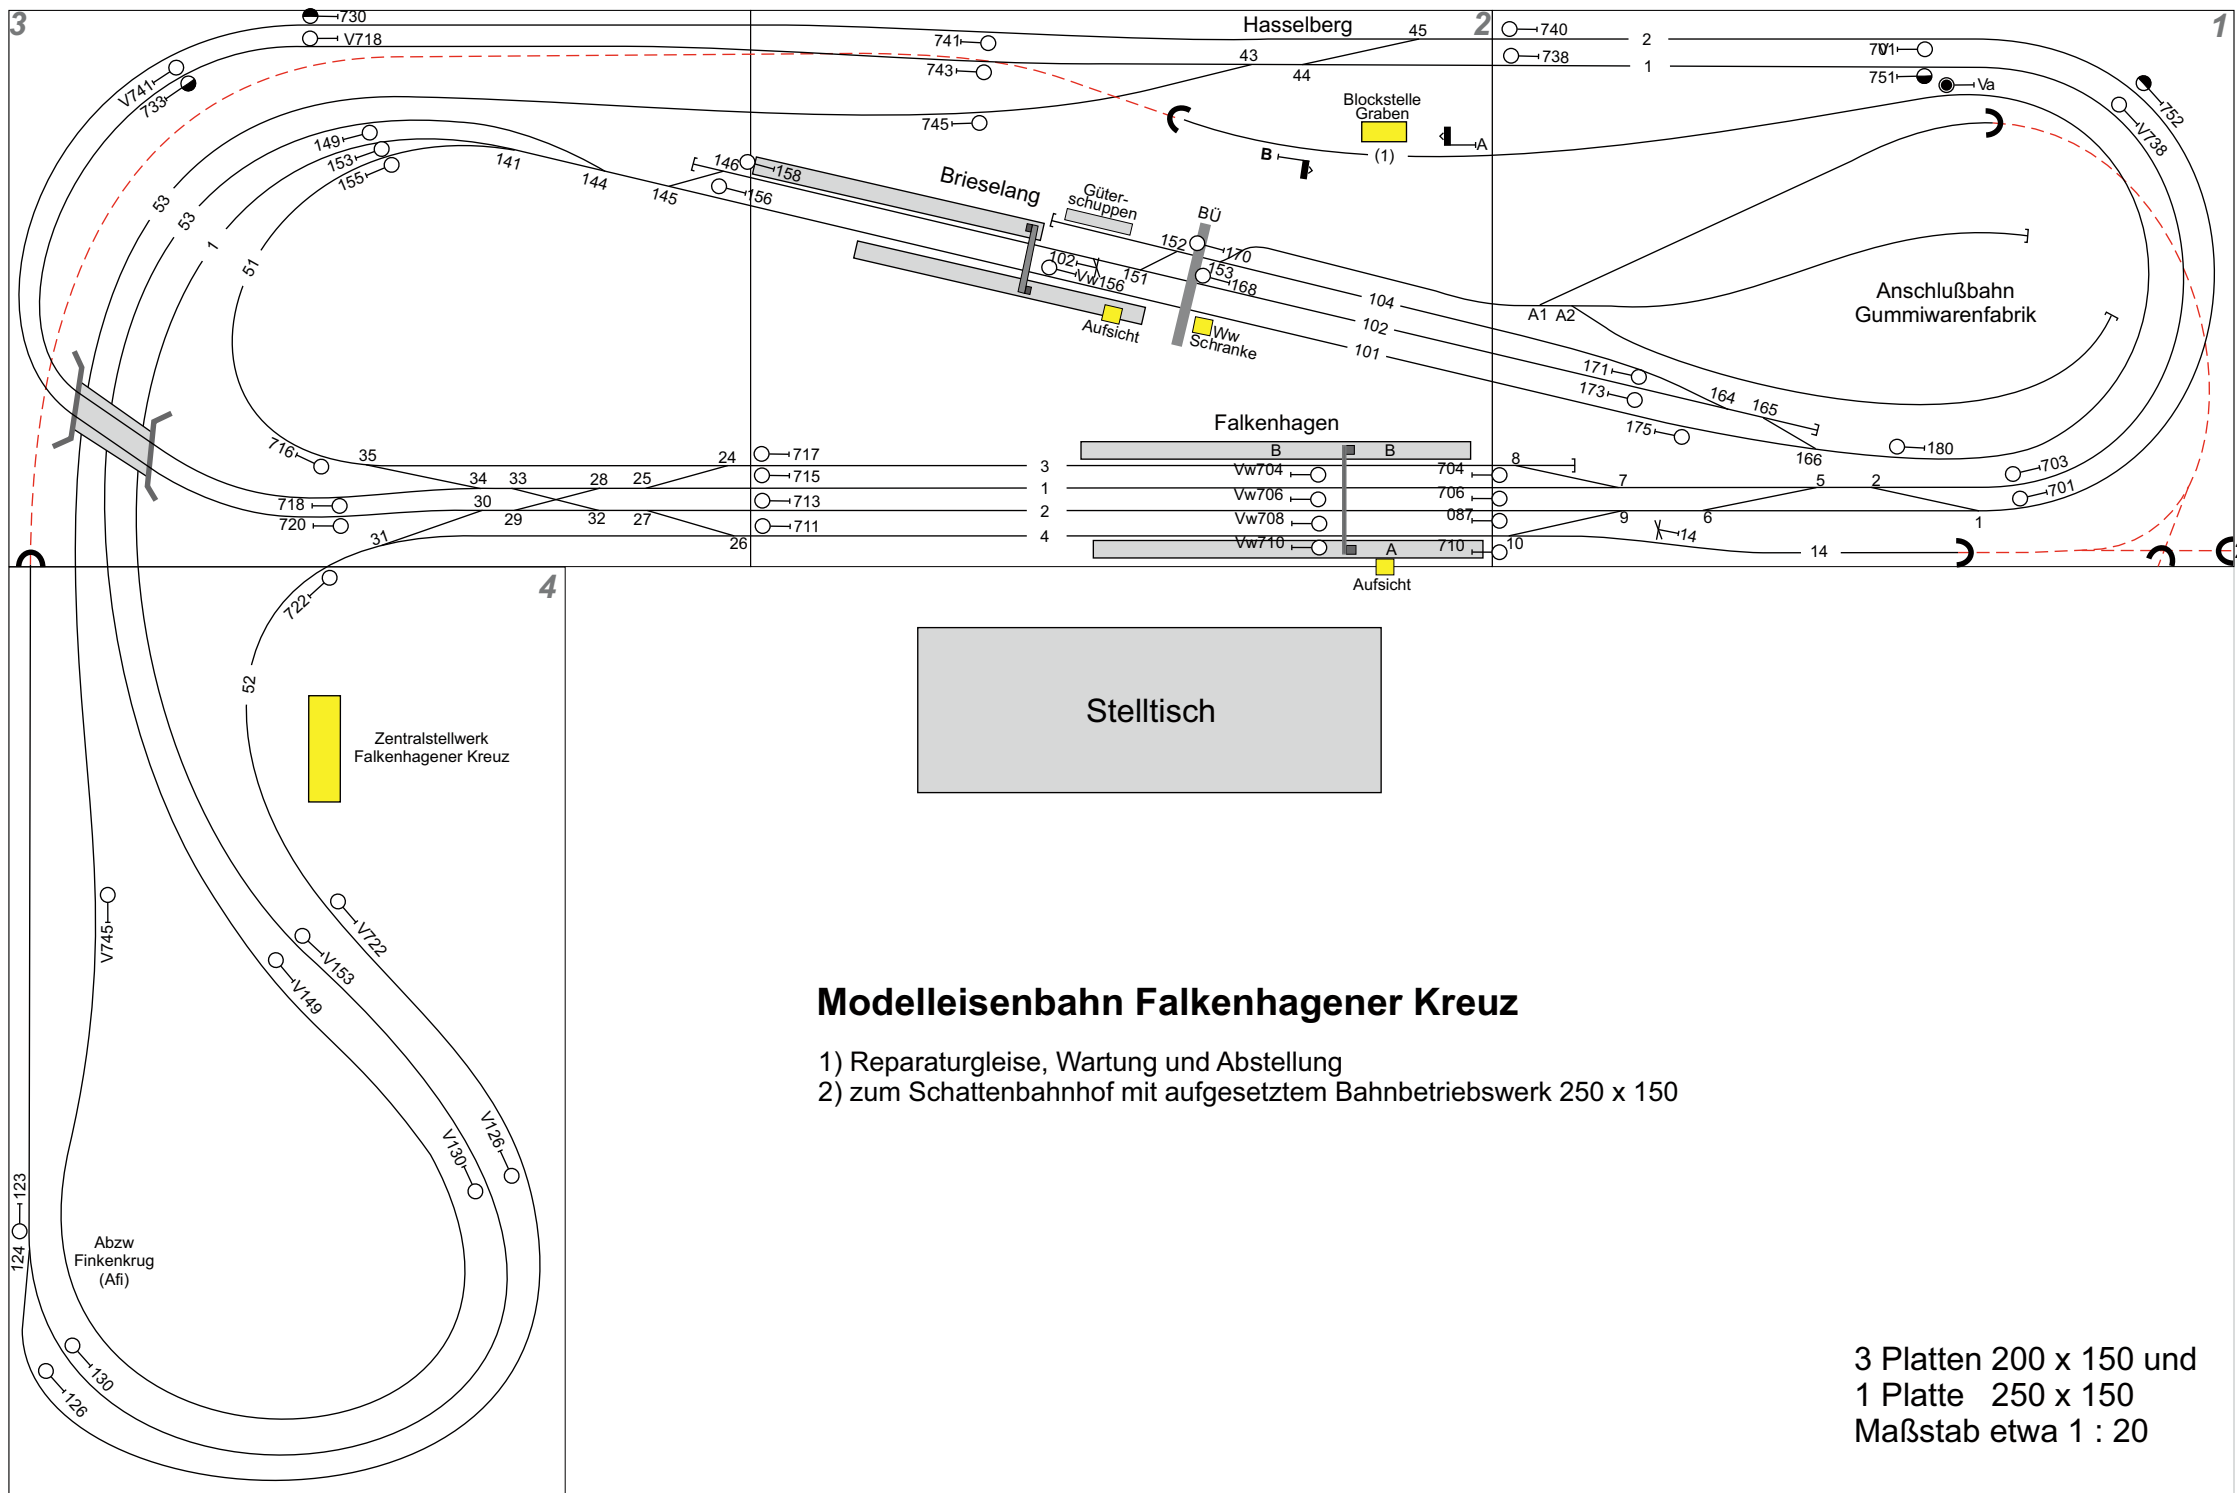 3
730
V718
V741
733
741
743
745
Hasselberg
2
45
43
44
740
738
2
1
701
V
751
Va
1
752
V738
Blockstelle
Graben
(1)
A
B
149
153
155
141
144
145
146
158
156
Brieselang
Güter-
schuppen
BÜ
152
170
153
168
151
102
Vw156
Aufsicht
Ww
Schranke
104
102
101
A1 A2
Anschlußbahn
Gummiwarenfabrik
171
173
175
164
165
166
180
703
701
53
53
1
51
716
35
34
33
28
25
24
717
715
713
711
718
720
30
29
32
27
26
31
3
1
2
4
Falkenhagen
B
B
Vw704
Vw706
Vw708
Vw710
A
704
706
087
710
Aufsicht
8
7
5
2
9
6
1
10
14
14
2
4
722
52
Zentralstellwerk
Falkenhagener Kreuz
Stelltisch
V745
V722
V153
V149
V130
V126
123
124
Abzw
Finkenkrug
(Afi)
130
126
Modelleisenbahn Falkenhagener Kreuz
1) Reparaturgleise, Wartung und Abstellung
2) zum Schattenbahnhof mit aufgesetztem Bahnbetriebswerk 250 x 150
3 Platten 200 x 150 und
1 Platte 250 x 150
Maßstab etwa 1 : 20